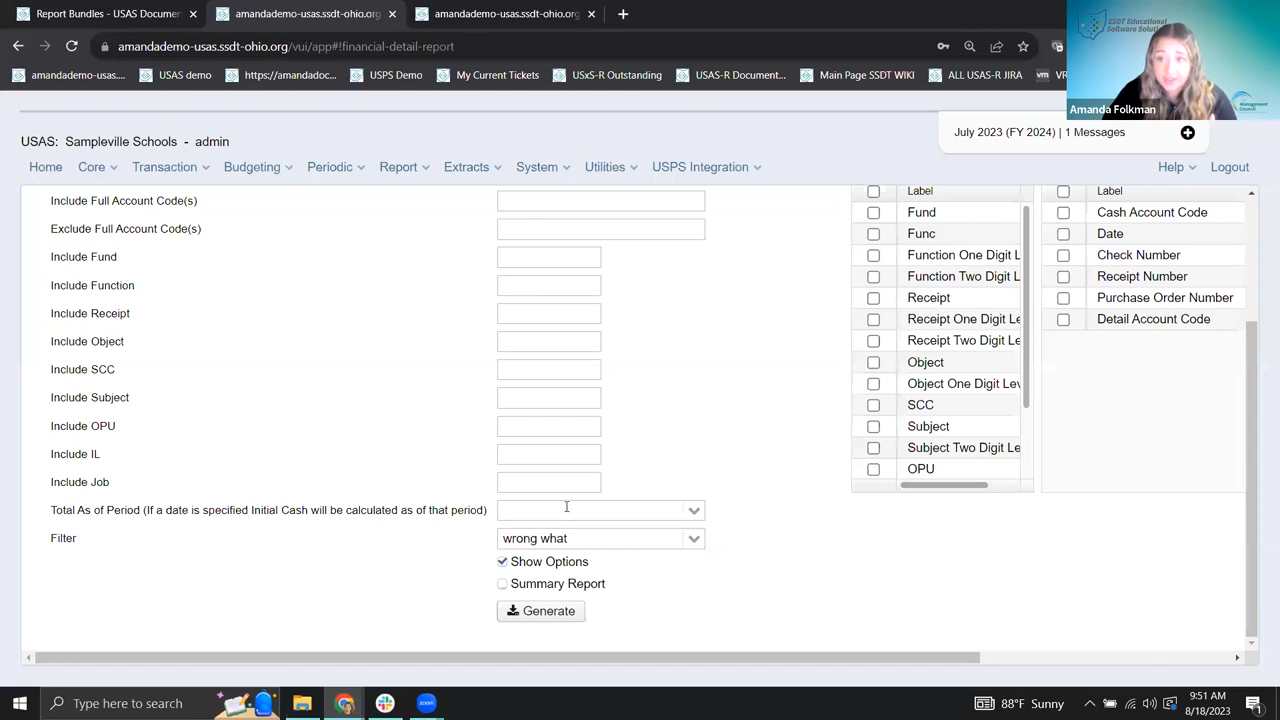 Report Bundles - USAS Documen
amandademo-usas.ssdt-ohio.org
amandademo-usas.ssdt-ohio.org
amandademo-usas.ssdt-ohio.org/vui/app#!financial-detail-report
amandademo-usas....
USAS demo
https://amandadoc...
USPS Demo
My Current Tickets
USxS-R Outstanding
USAS-R Document...
Main Page SSDT WIKI
ALL USAS-R JIRA
SSDT Educational
Software Solutio
Management
Council
Amanda Folkman
USAS: Sampleville Schools - admin
July 2023 (FY 2024) | 1 Messages
Home
Core
Transaction
Budgeting
Periodic
Report
Extracts
System
Utilities
USPS Integration
Help
Logout
Include Full Account Code(s)
Exclude Full Account Code(s)
Include Fund
Include Function
Include Receipt
Include Object
Include SCC
Include Subject
Include OPU
Include IL
Include Job
Total As of Period (If a date is specified Initial Cash will be calculated as of that period)
Filter
wrong what
Show Options
Summary Report
Generate
Label
Fund
Func
Function One Digit L
Function Two Digit L
Receipt
Receipt One Digit Le
Receipt Two Digit Le
Object
Object One Digit Lev
SCC
Subject
Subject Two Digit Le
OPU
Label
Cash Account Code
Date
Check Number
Receipt Number
Purchase Order Number
Detail Account Code
Type here to search
zoom
88°F Sunny
9:51 AM
8/18/2023
1